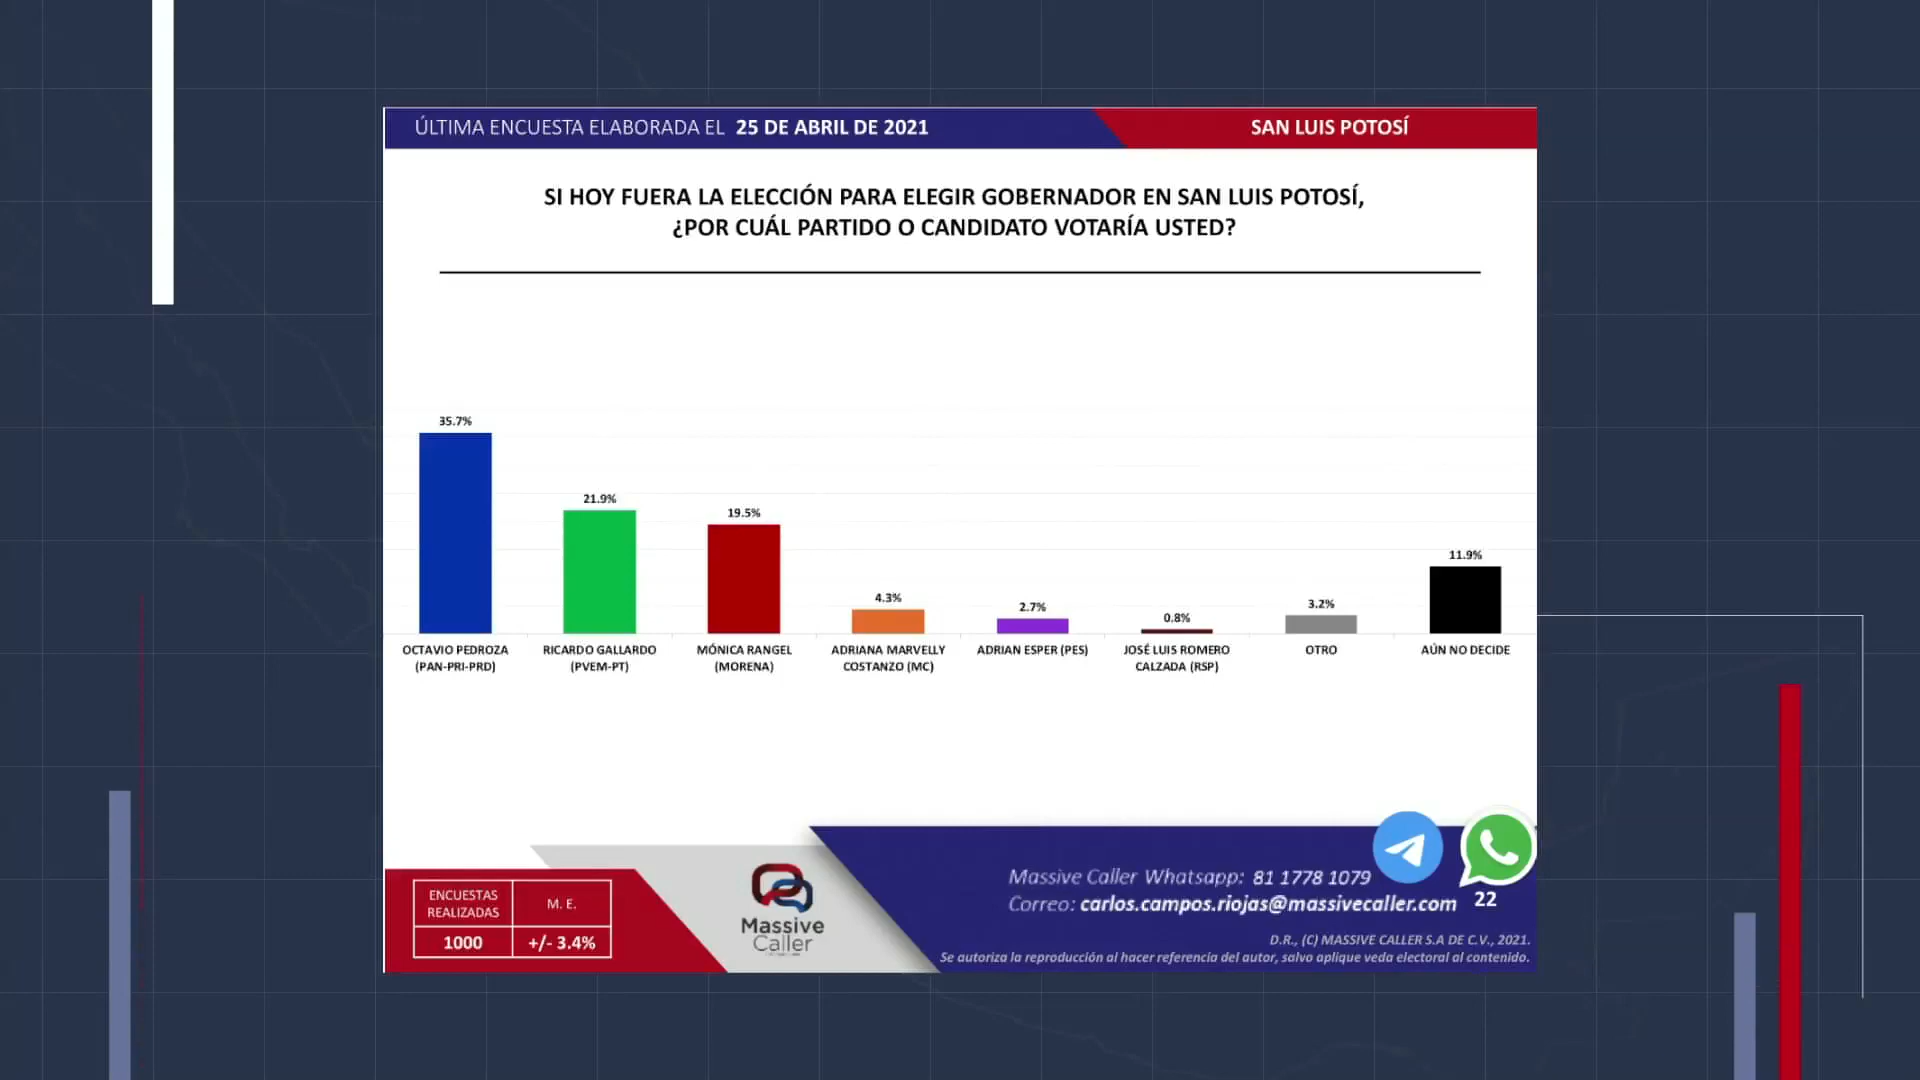 ÚLTIMA ENCUESTA ELABORADA EL 25 DE ABRIL DE 2021
SAN LUIS POTOSÍ
SI HOY FUERA LA ELECCIÓN PARA ELEGIR GOBERNADOR EN SAN LUIS POTOSÍ,
¿POR CUÁL PARTIDO O CANDIDATO VOTARÍA USTED?
35.7%
21.9%
19.5%
4.3%
2.7%
0.8%
3.2%
11.9%
OCTAVIO PEDROZA
(PAN-PRI-PRD)
RICARDO GALLARDO
(PVEM-PT)
MÓNICA RANGEL
(MORENA)
ADRIANA MARVELLY
COSTANZO (MC)
ADRIAN ESPER (PES)
JOSÉ LUIS ROMERO
CALZADA (RSP)
OTRO
AÚN NO DECIDE
ENCUESTAS
REALIZADAS
M. E.
1000
+/- 3.4%
Massive
Caller
Massive Caller Whatsapp: 81 1778 1079
Correo: carlos.campos.riojas@massivecaller.com
22
D.R., (C) MASSIVE CALLER S.A DE C.V., 2021.
Se autoriza la reproducción al hacer referencia del autor, salvo aplique veda electoral al contenido.